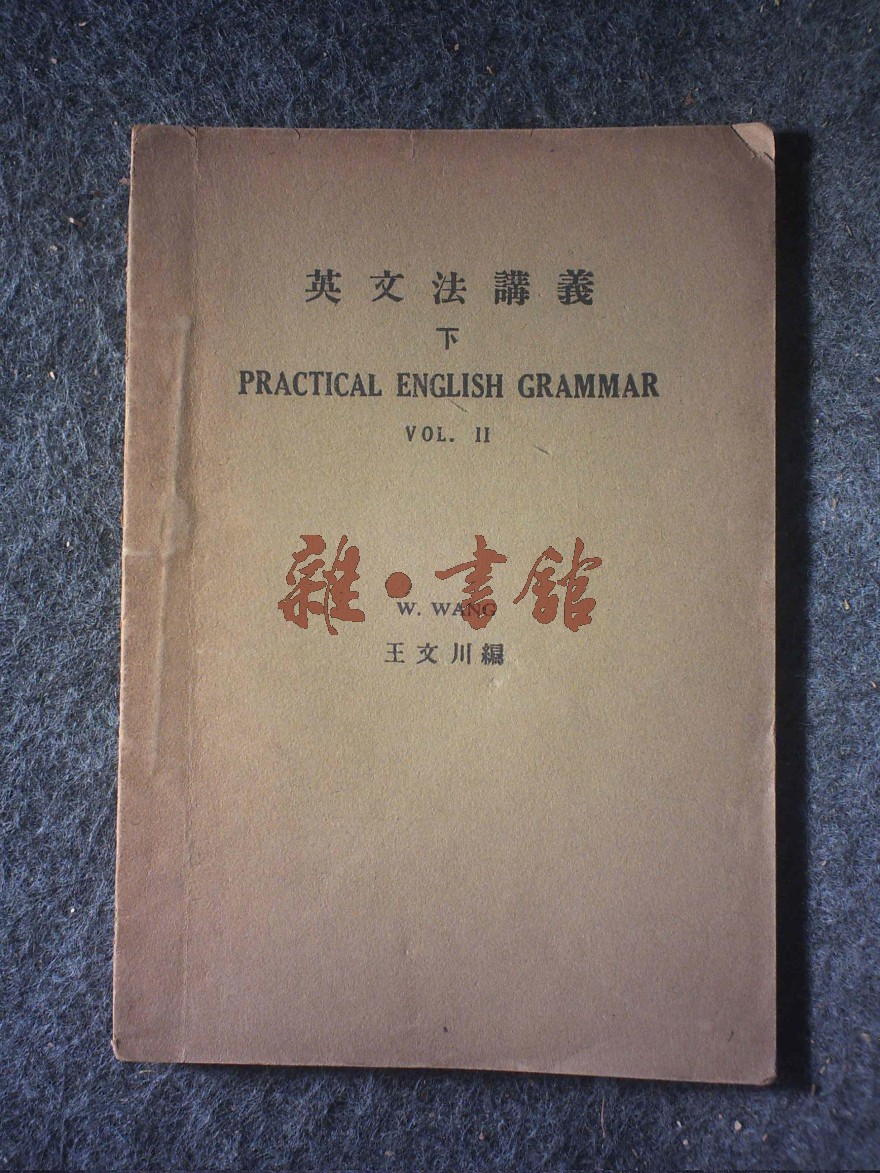 英文法講義
下
PRACTICAL ENGLISH GRAMMAR
VOL. II
雜·書館
W. WANG
王文川編